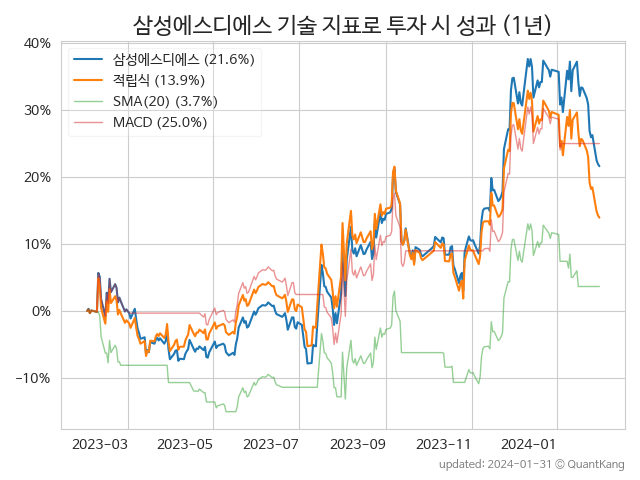 삼성에스디에스 기술 지표로 투자 시 성과 (1년)
40%
30%
20%
10%
0%
−10%
삼성에스디에스 (21.6%)
적립식 (13.9%)
SMA(20) (3.7%)
MACD (25.0%)
2023-03 2023-05 2023-07 2023-09 2023-11 2024-01
updated: 2024-01-31 © QuantKang